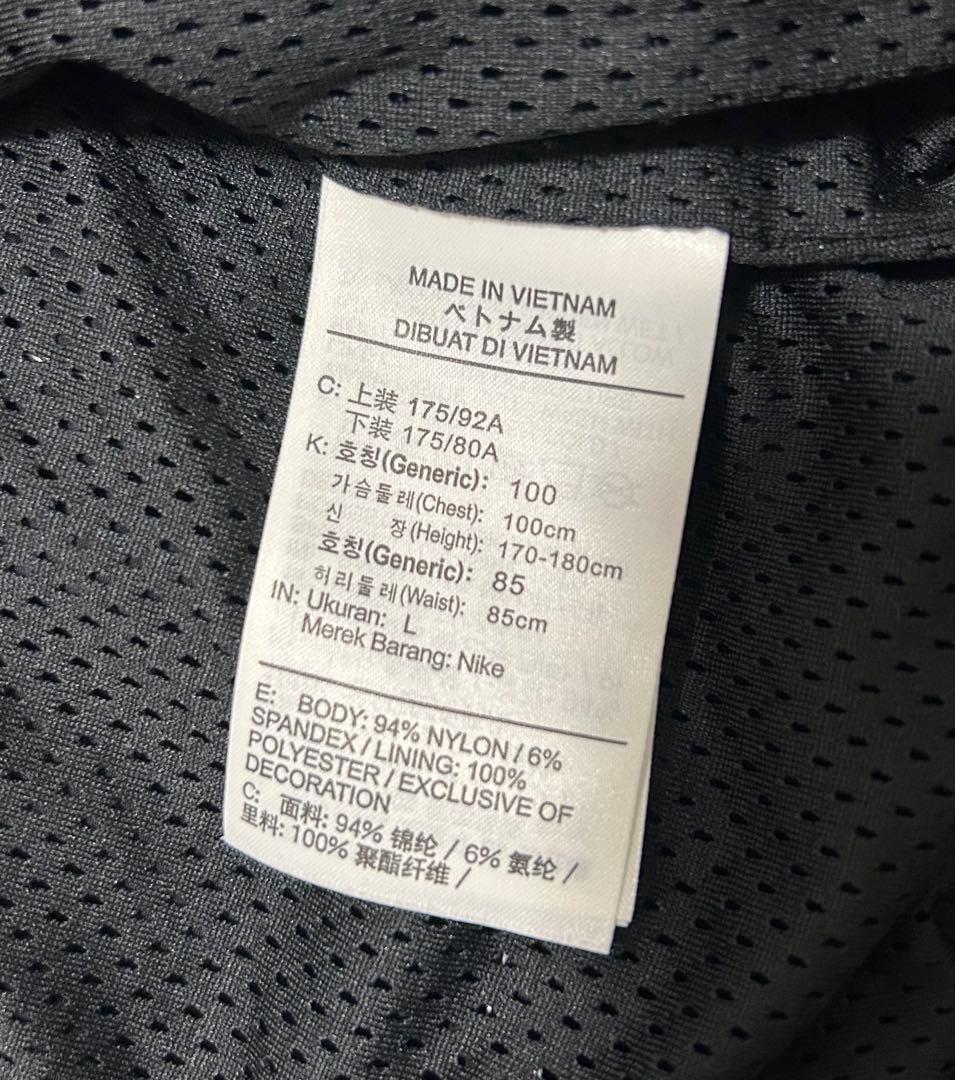 MADE IN VIETNAM
ベトナム製
DIBUAT DI VIETNAM
C: 上装 175/92A
下装 175/80A
K: 호칭(Generic): 100
가슴둘레(Chest): 100cm
신 장(Height): 170-180cm
호칭(Generic): 85
허리둘레(Waist): 85cm
IN: Ukuran: L
Merek Barang: Nike
E: BODY: 94% NYLON / 6%
SPANDEX / LINING: 100%
POLYESTER / EXCLUSIVE OF
DECORATION
C: 面料: 94% 锦纶 / 6% 氨纶 /
里料: 100% 聚酯纤维 /